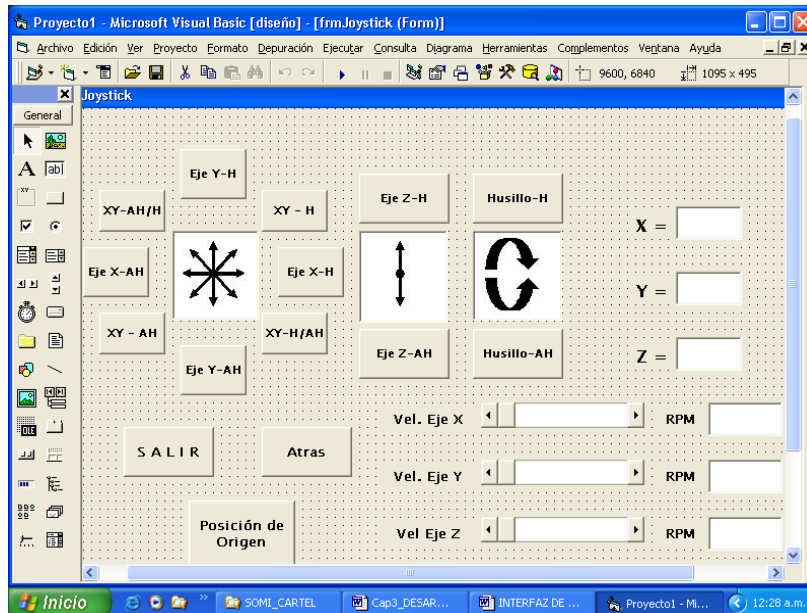 Proyecto1 - Microsoft Visual Basic [diseño] - [frmJoystick (Form)]
Archivo Edición Ver Proyecto Formato Depuración Ejecutar Consulta Diagrama Herramientas Complementos Ventana Ayuda
9600, 6840 1095 x 495
Joystick
General
A ab|
XY
OLE
Eje Y-H
XY-AH/H
XY - H
Eje X-AH
Eje X-H
XY - AH
XY-H/AH
Eje Y-AH
Eje Z-H
Eje Z-AH
Husillo-H
Husillo-AH
X =
Y =
Z =
Vel. Eje X RPM
Vel. Eje Y RPM
Vel Eje Z RPM
S A L I R
Atras
Posición de
Origen
Inicio
SOMI_CARTEL
Cap3_DESAR...
INTERFAZ DE ...
Proyecto1 - Mi...
12:28 a.m.